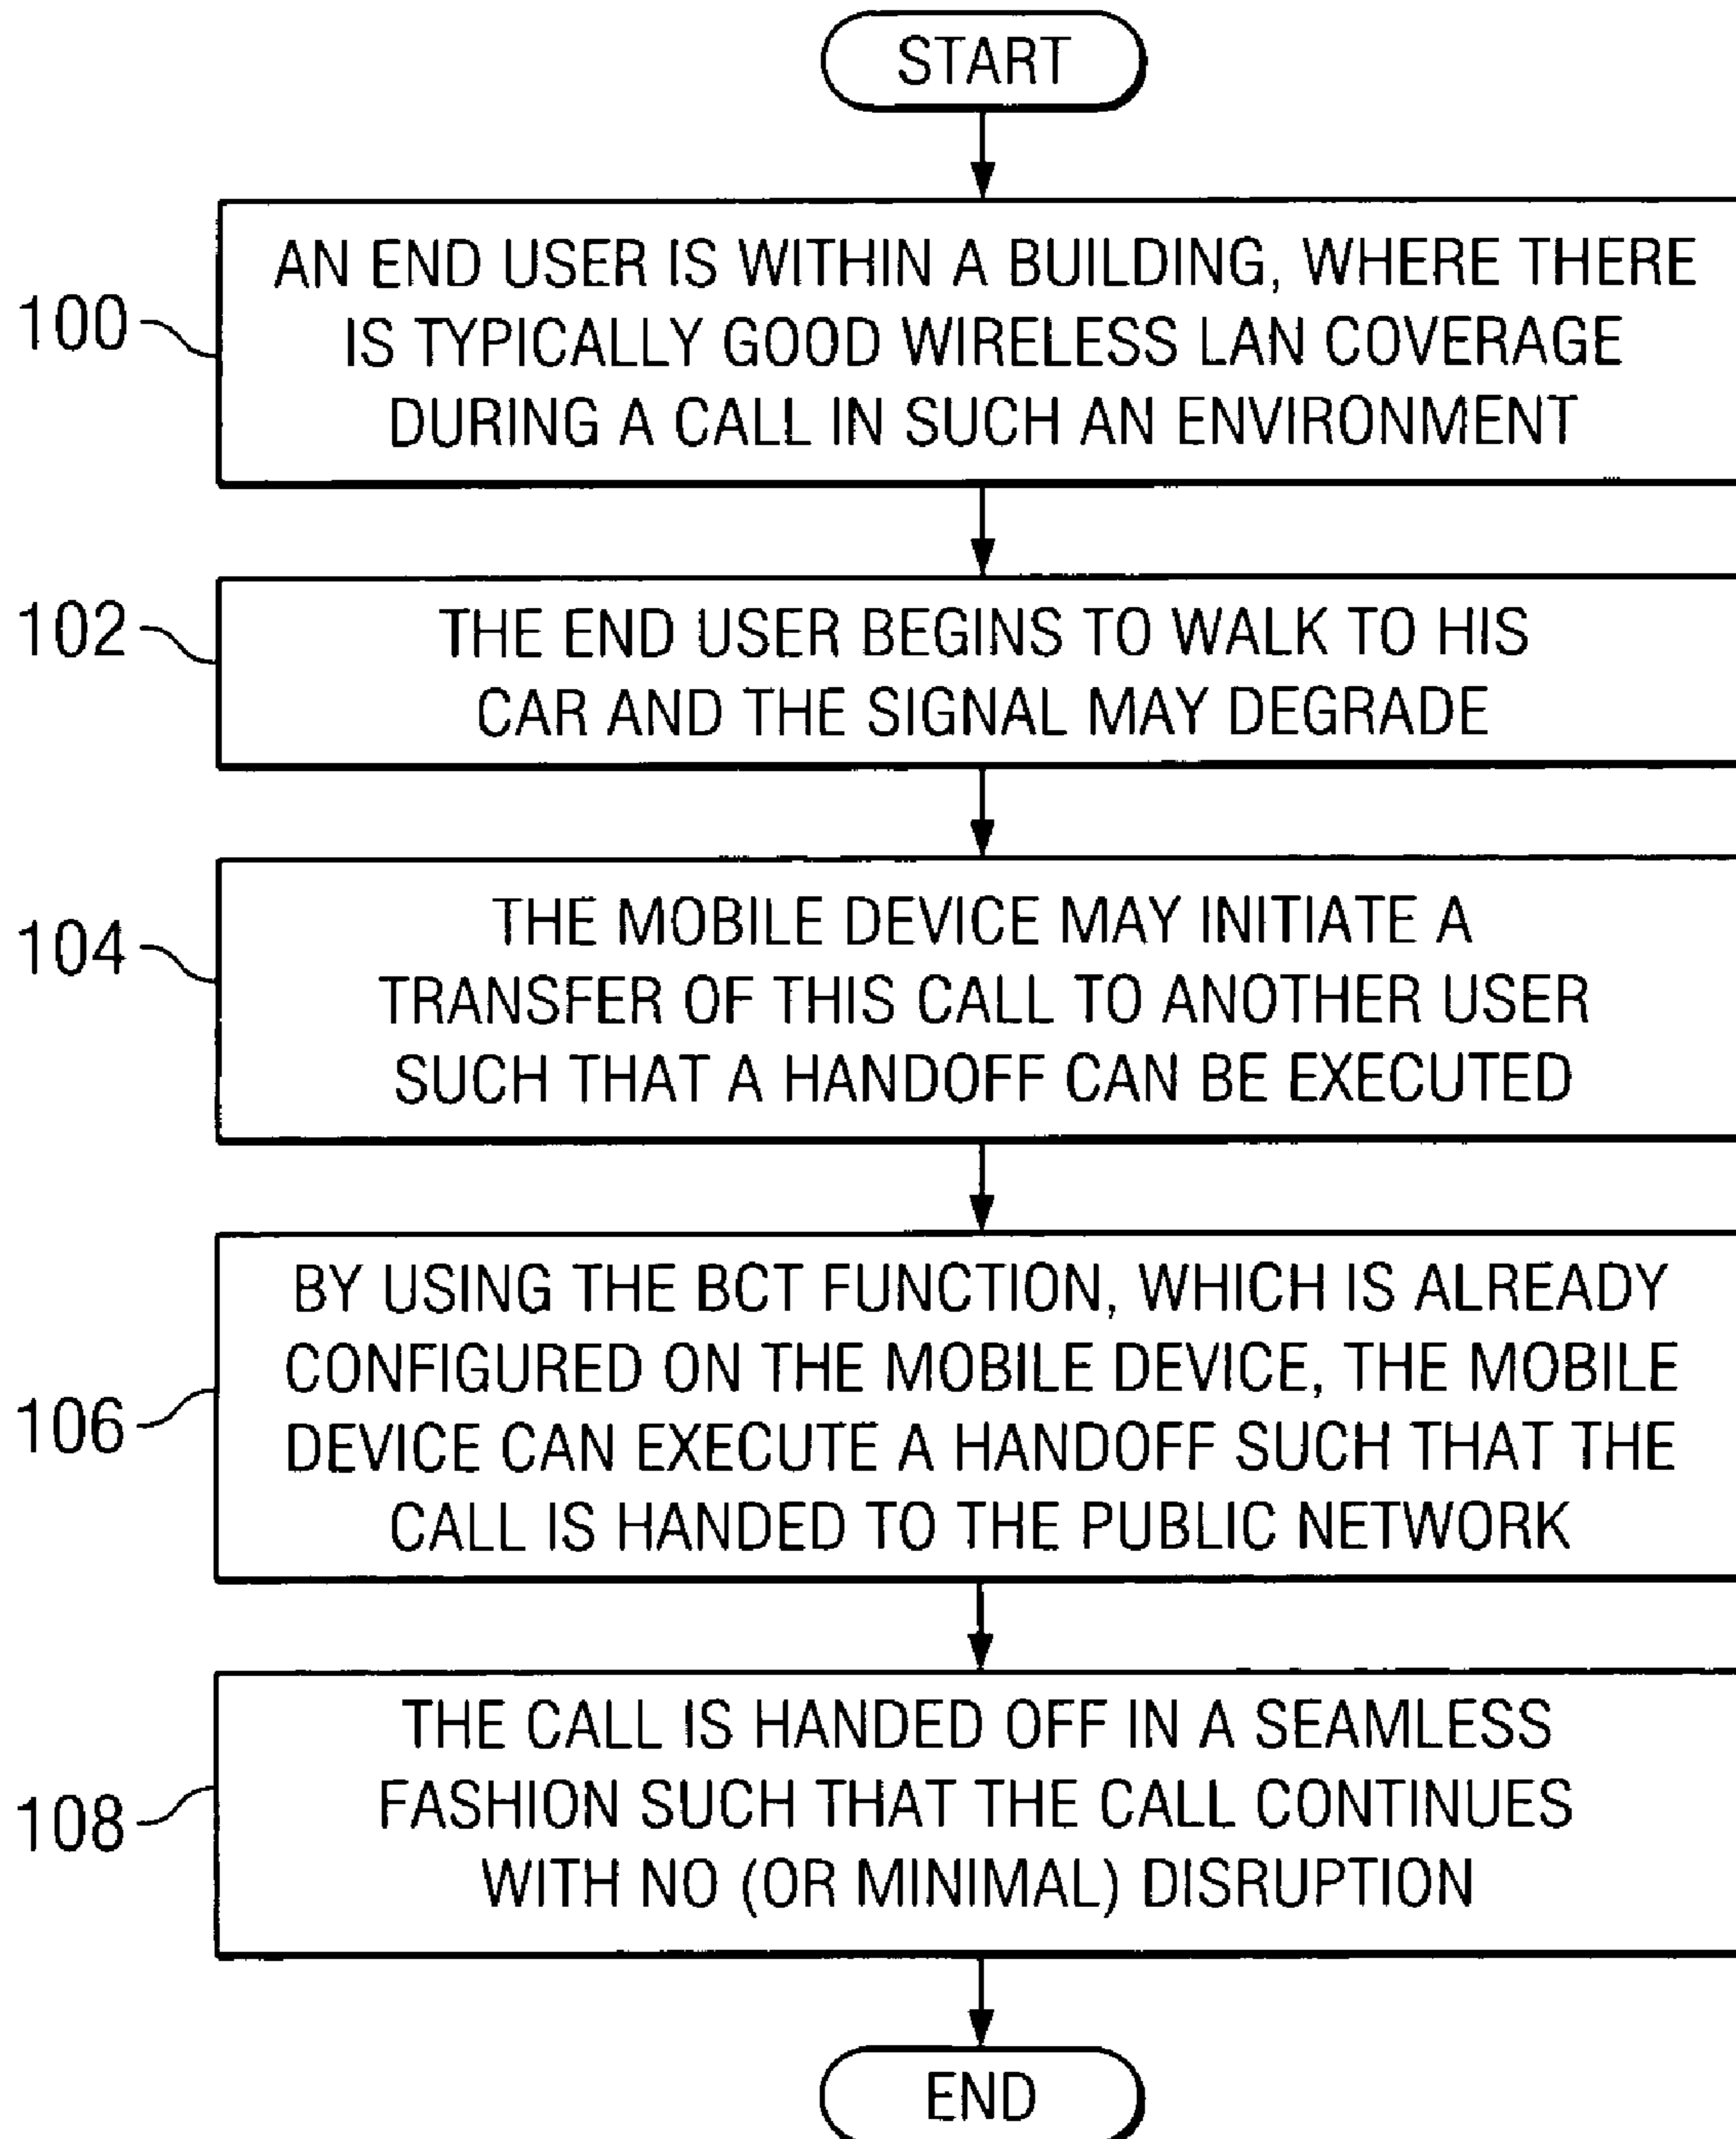 START
100
AN END USER IS WITHIN A BUILDING, WHERE THERE
IS TYPICALLY GOOD WIRELESS LAN COVERAGE
DURING A CALL IN SUCH AN ENVIRONMENT
102
THE END USER BEGINS TO WALK TO HIS
CAR AND THE SIGNAL MAY DEGRADE
104
THE MOBILE DEVICE MAY INITIATE A
TRANSFER OF THIS CALL TO ANOTHER USER
SUCH THAT A HANDOFF CAN BE EXECUTED
106
BY USING THE BCT FUNCTION, WHICH IS ALREADY
CONFIGURED ON THE MOBILE DEVICE, THE MOBILE
DEVICE CAN EXECUTE A HANDOFF SUCH THAT THE
CALL IS HANDED TO THE PUBLIC NETWORK
108
THE CALL IS HANDED OFF IN A SEAMLESS
FASHION SUCH THAT THE CALL CONTINUES
WITH NO (OR MINIMAL) DISRUPTION
END